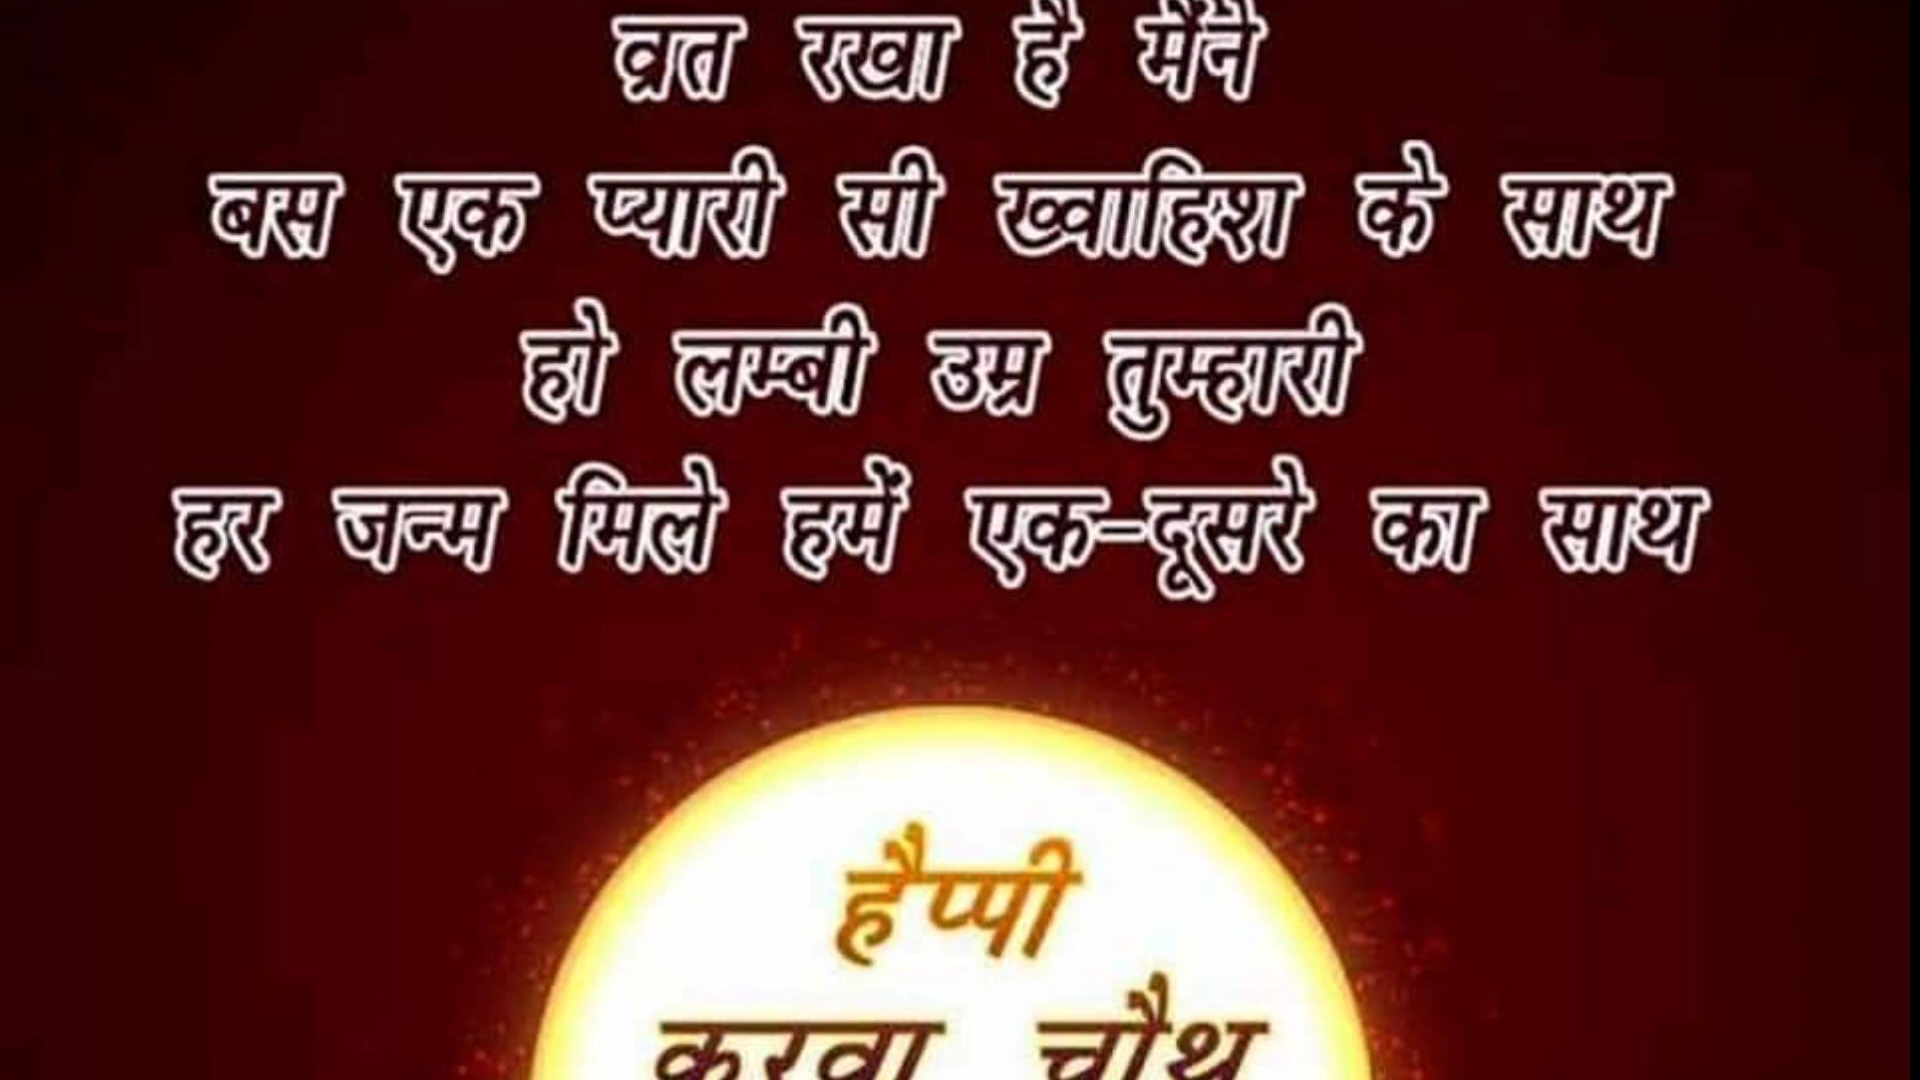 व्रत रखा है मैंने
बस एक प्यारी सी ख्वाहिश के साथ
हो लम्बी उम्र तुम्हारी
हर जन्म मिले हमें एक-दूसरे का साथ
हैप्पी
करवा चौथ